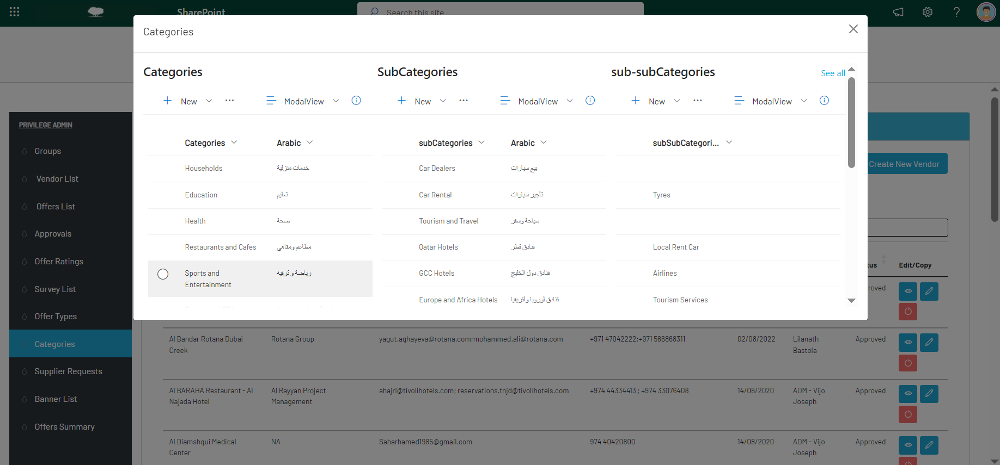 SharePoint
Search this site
Categories
Categories
SubCategories
sub-subCategories
See all
New
ModalView
New
ModalView
New
ModalView
PRIVILEGE ADMIN
Groups
Vendor List
Offers List
Approvals
Offer Ratings
Survey List
Offer Types
Categories
Supplier Requests
Banner List
Offers Summary
Categories Arabic
Households خدمات منزلية
Education تعليم
Health صحة
Restaurants and Cafes مطاعم ومقاهي
Sports and رياضة و ترفيه
Entertainment
subCategories Arabic
Car Dealers بيع سيارات
Car Rental تأجير سيارات
Tourism and Travel سياحة وسفر
Qatar Hotels فنادق قطر
GCC Hotels فنادق دول الخليج
Europe and Africa Hotels فنادق أوروبا وأفريقيا
subSubCategori...
Tyres
Local Rent Car
Airlines
Tourism Services
Create New Vendor
tus Edit/Copy
roved
Al Bandar Rotana Dubai Rotana Group yagut.aghayeva@rotana.com;mohammed.ali@rotana.com +971 47042222;+971 566868311 02/08/2022 Lilanath Approved
Creek Bastola
Al BARAHA Restaurant - Al Al Rayyan Project ahajri@tivolihotels.com; reservations.tnjd@tivolihotels.com +974 44334413 ; +974 33076408 14/08/2020 ADM - Vijo Approved
Najada Hotel Management Joseph
Al Diamshqui Medical NA Saharhamed1985@gmail.com 974 40420800 14/08/2020 ADM - Vijo Approved
Center Joseph